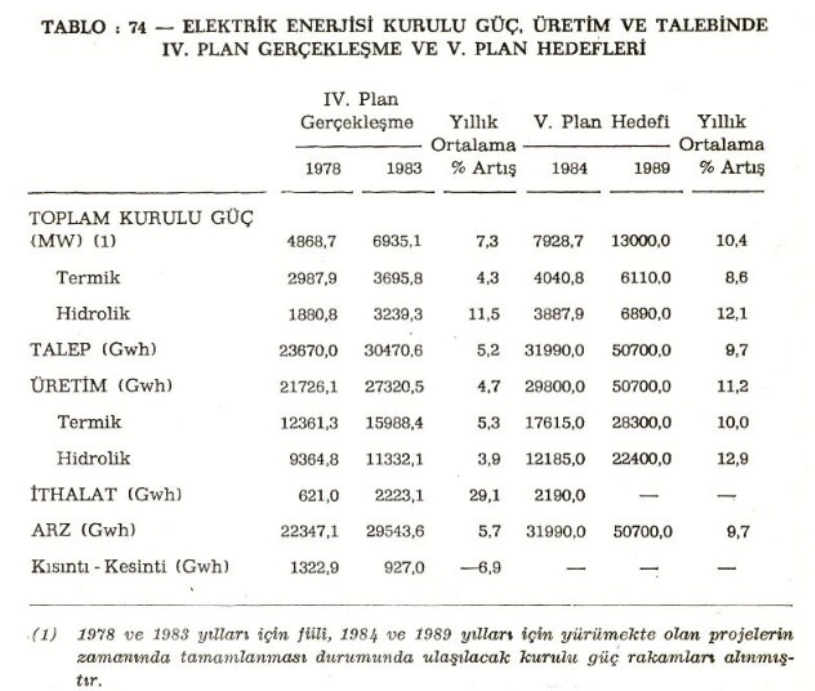 TABLO : 74 — ELEKTRİK ENERJİSİ KURULU GÜÇ, ÜRETİM VE TALEBİNDE
IV. PLAN GERÇEKLEŞME VE V. PLAN HEDEFLERİ
IV. Plan
Gerçekleşme Yıllık V. Plan Hedefi Yıllık
Ortalama Ortalama
1978 1983 % Artış 1984 1989 % Artış
TOPLAM KURULU GÜÇ
(MW) (1) 4868,7 6935,1 7,3 7928,7 13000,0 10,4
Termik 2987,9 3695,8 4,3 4040,8 6110,0 8,6
Hidrolik 1880,8 3239,3 11,5 3887,9 6890,0 12,1
TALEP (Gwh) 23670,0 30470,6 5,2 31990,0 50700,0 9,7
ÜRETİM (Gwh) 21726,1 27320,5 4,7 29800,0 50700,0 11,2
Termik 12361,3 15988,4 5,3 17615,0 28300,0 10,0
Hidrolik 9364,8 11332,1 3,9 12185,0 22400,0 12,9
İTHALAT (Gwh) 621,0 2223,1 29,1 2190,0 — —
ARZ (Gwh) 22347,1 29543,6 5,7 31990,0 50700,0 9,7
Kısıntı - Kesinti (Gwh) 1322,9 927,0 —6,9 — — —
(1) 1978 ve 1983 yılları için fiili, 1984 ve 1989 yılları için yürümekte olan projelerin
zamanında tamamlanması durumunda ulaşılacak kurulu güç rakamları alınmış-
tır.